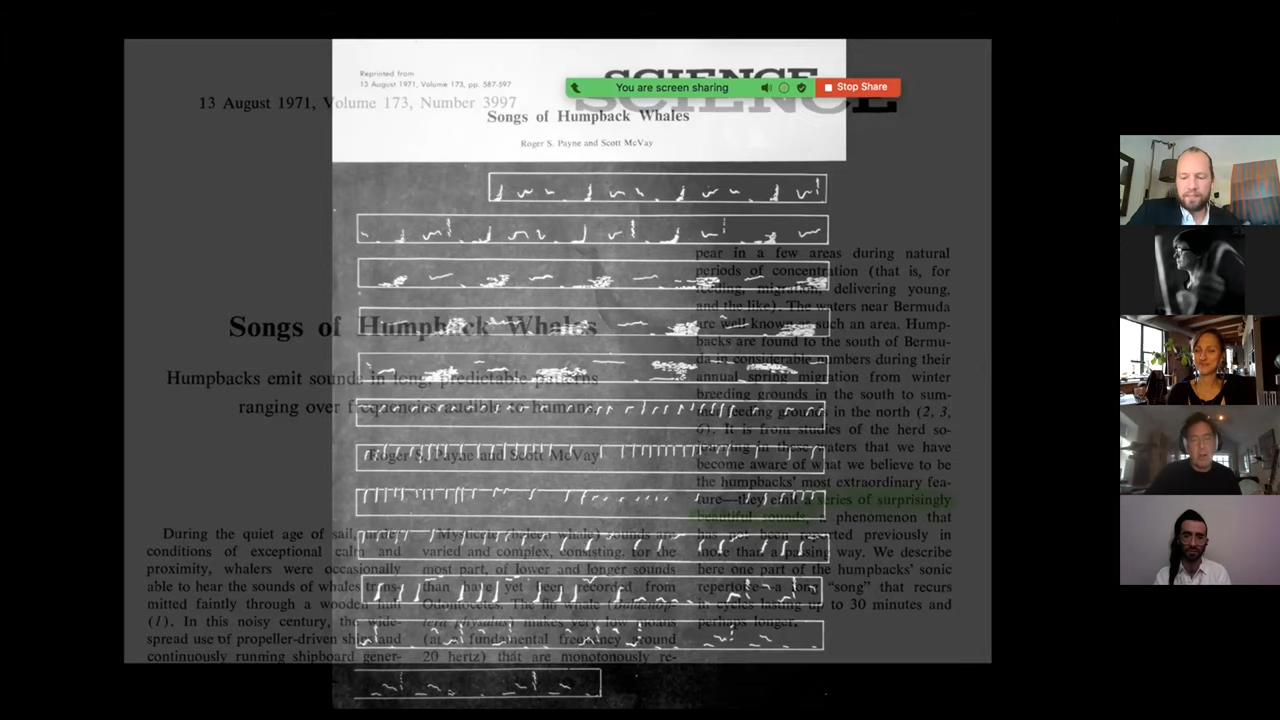 Reprinted from
13 August 1971, Volume 173, pp. 587-597
SCIENCE
You are screen sharing
Stop Share
13 August 1971, Volume 173, Number 3997
SCIENCE
Songs of Humpback Whales
Roger S. Payne and Scott McVay
Songs of Humpback Whales
Humpbacks emit sounds in long, predictable patterns
ranging over frequencies audible to humans.
Roger S. Payne and Scott McVay
During the quiet age of sail, under
conditions of exceptional calm and
proximity, whalers were occasionally
able to hear the sounds of whales trans-
mitted faintly through a wooden hull
(1). In this noisy century, the wide-
spread use of propeller-driven ships and
continuously running shipboard gener-
Mysticete (baleen whale) sounds are
varied and complex, consisting, for the
most part, of lower and longer sounds
than have yet been recorded from
Odontocetes. The fin whale (Balaenop-
tera physalus) makes very low moans
(at a fundamental frequency around
20 hertz) that are monotonously re-
pear in a few areas during natural
periods of concentration (that is, for
feeding, migration, delivering young,
and the like). The waters near Bermuda
are well known as such an area. Hump-
backs are found to the south of Bermu-
da in considerable numbers during their
annual spring migration from winter
breeding grounds in the south to sum-
mer feeding grounds in the north (2, 3,
6). It is from studies of the herd so-
in these waters that we have
become aware of what we believe to be
the humpbacks' most extraordinary fea-
ture—they emit a series of surprisingly
beautiful sounds, a phenomenon that
has not been reported previously in
more than a passing way. We describe
here one part of the humpbacks' sonic
repertoire—a long "song" that recurs
in cycles lasting up to 30 minutes and
perhaps longer.